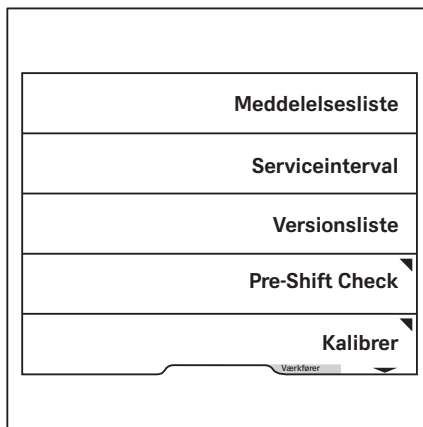 Meddelelsesliste
Serviceinterval
Versionsliste
Pre-Shift Check
Kalibrer
Værkfører